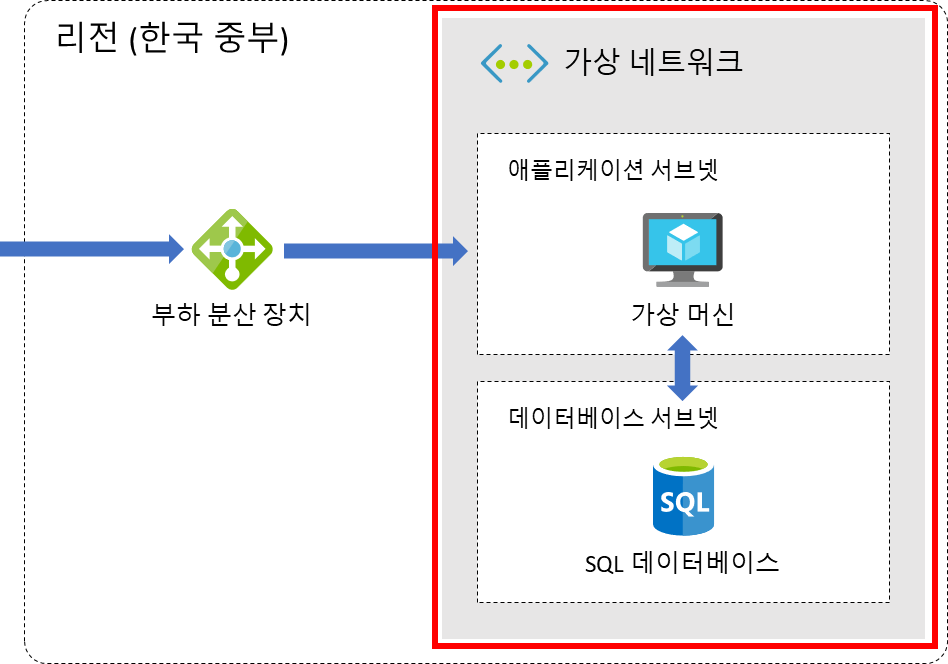 리전 (한국 중부)
가상 네트워크
애플리케이션 서브넷
부하 분산 장치
가상 머신
데이터베이스 서브넷
SQL
SQL 데이터베이스